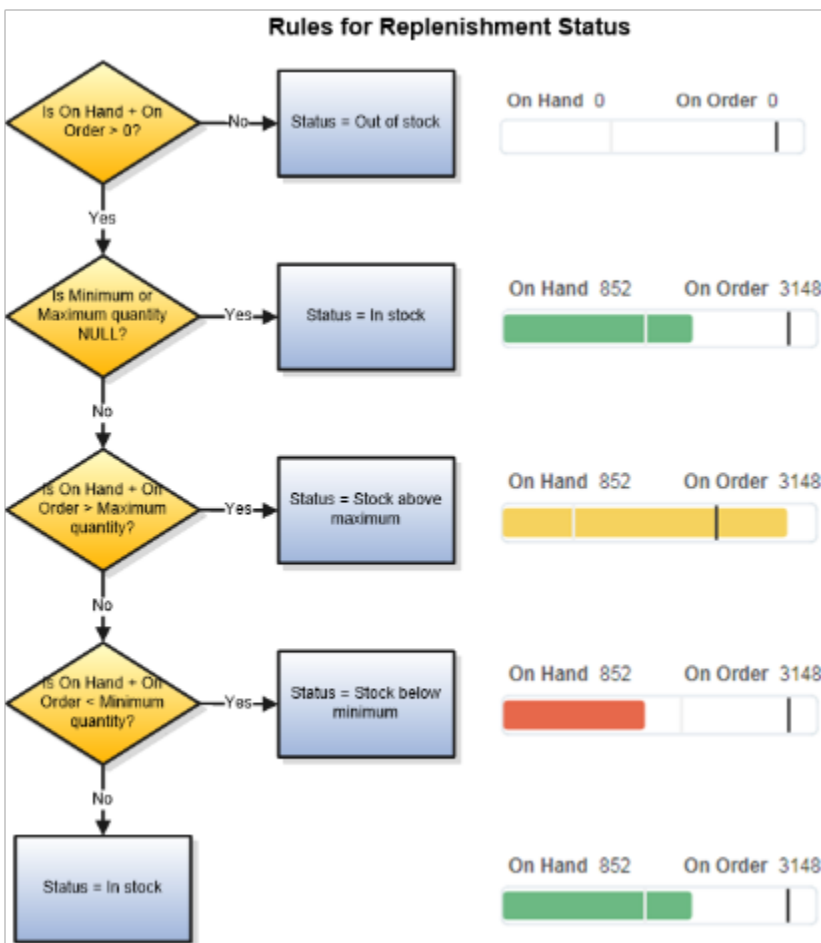 Rules for Replenishment Status
Is On Hand + On
Order > 0?
No
Status = Out of stock
On Hand 0
On Order 0
Yes
Is Minimum or
Maximum quantity
NULL?
Yes
Status = In stock
On Hand 852
On Order 3148
No
Is On Hand + On
Order > Maximum
quantity?
Yes
Status = Stock above
maximum
On Hand 852
On Order 3148
No
Is On Hand + On
Order < Minimum
quantity?
Yes
Status = Stock below
minimum
On Hand 852
On Order 3148
No
Status = In stock
On Hand 852
On Order 3148